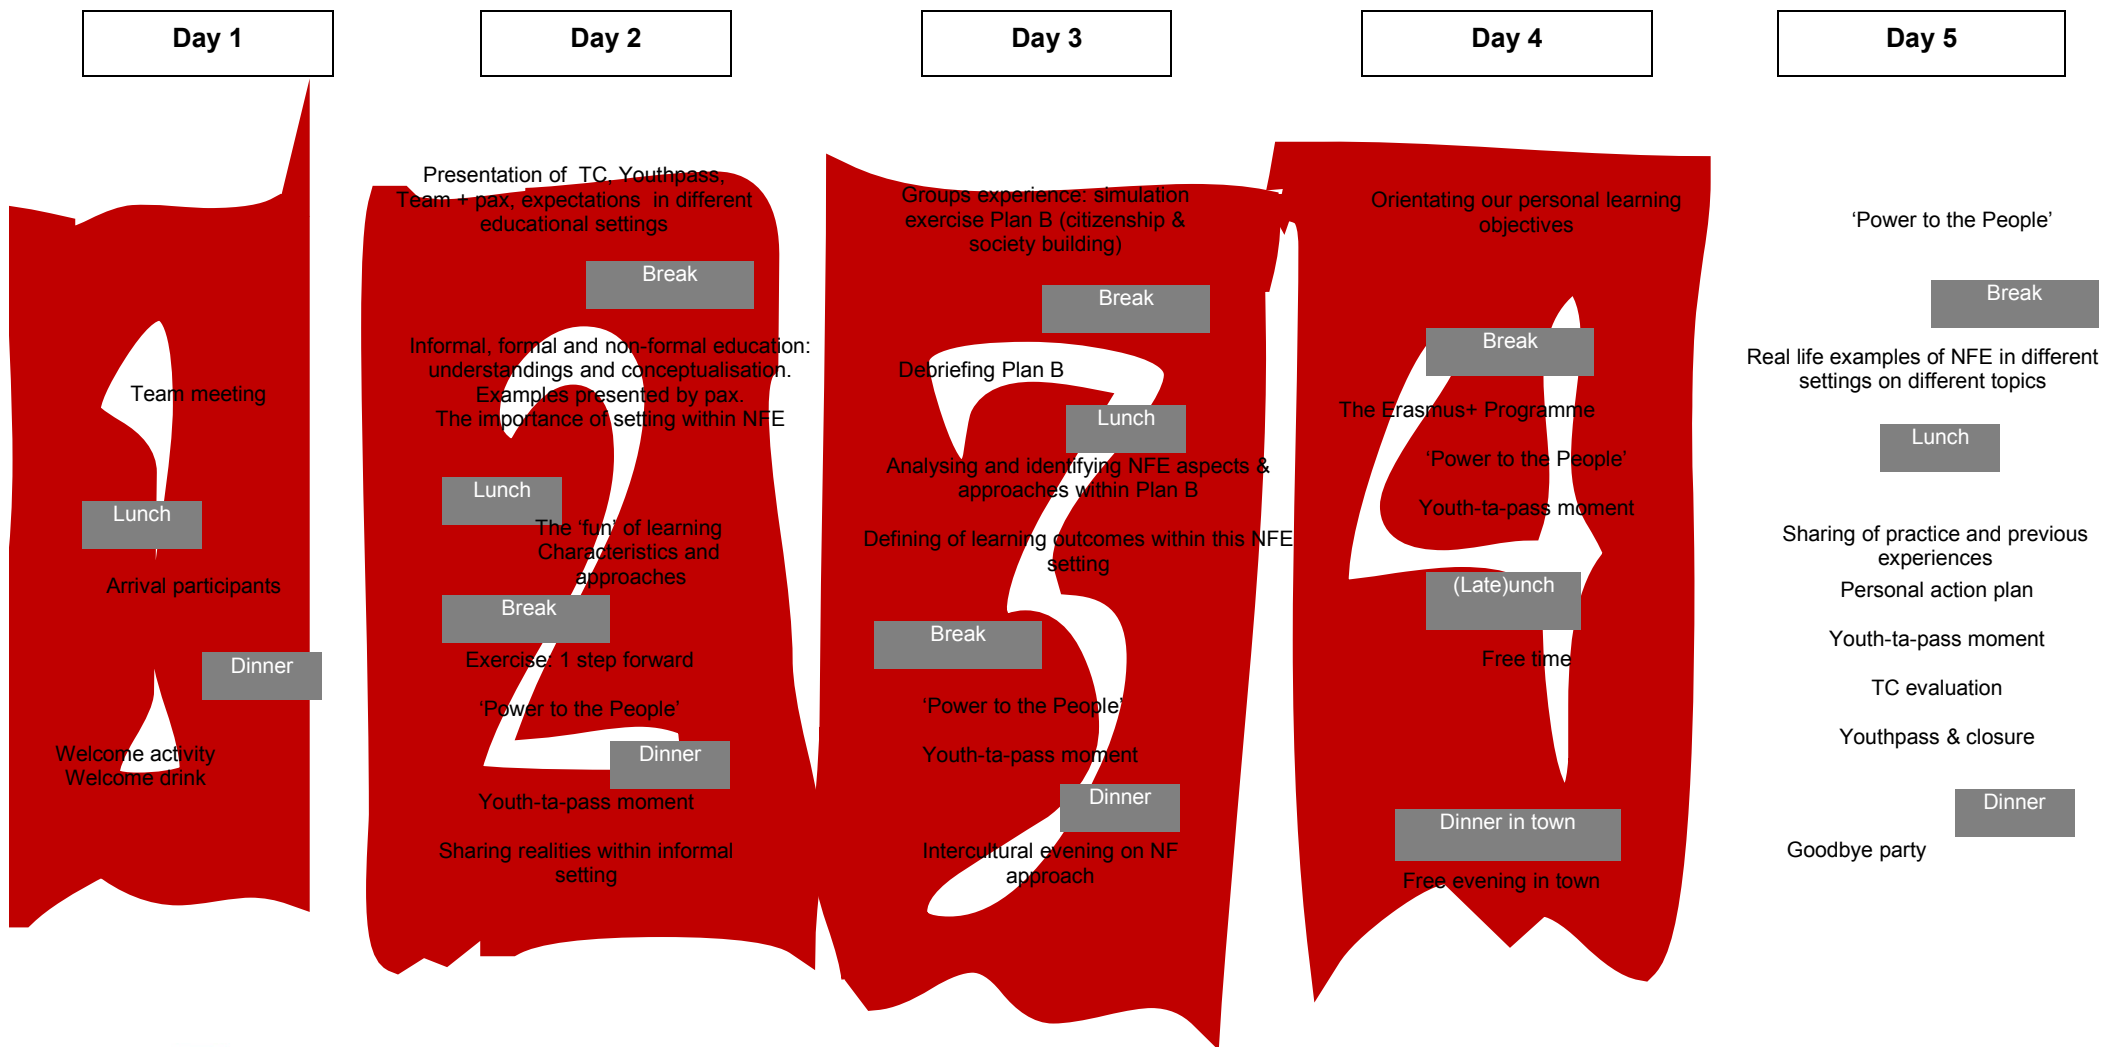 Day 1
Team meeting
Lunch
Arrival participants
Dinner
Welcome activity
Welcome drink
Day 2
Presentation of TC, Youthpass,
Team + pax, expectations in different
educational settings
Break
Informal, formal and non-formal education:
understandings and conceptualisation.
Examples presented by pax.
The importance of setting within NFE
Lunch
The ‘fun’ of learning
Characteristics and
approaches
Break
Exercise: 1 step forward
‘Power to the People’
Dinner
Youth-ta-pass moment
Sharing realities within informal
setting
Day 3
Groups experience: simulation
exercise Plan B (citizenship &
society building)
Break
Debriefing Plan B
Lunch
Analysing and identifying NFE aspects &
approaches within Plan B
Defining of learning outcomes within this NFE
setting
Break
‘Power to the People’
Youth-ta-pass moment
Dinner
Intercultural evening on NF
approach
Day 4
Orientating our personal learning
objectives
Break
The Erasmus+ Programme
‘Power to the People’
Youth-ta-pass moment
(Late)unch
Free time
Dinner in town
Free evening in town
Day 5
‘Power to the People’
Break
Real life examples of NFE in different
settings on different topics
Lunch
Sharing of practice and previous
experiences
Personal action plan
Youth-ta-pass moment
TC evaluation
Youthpass & closure
Dinner
Goodbye party